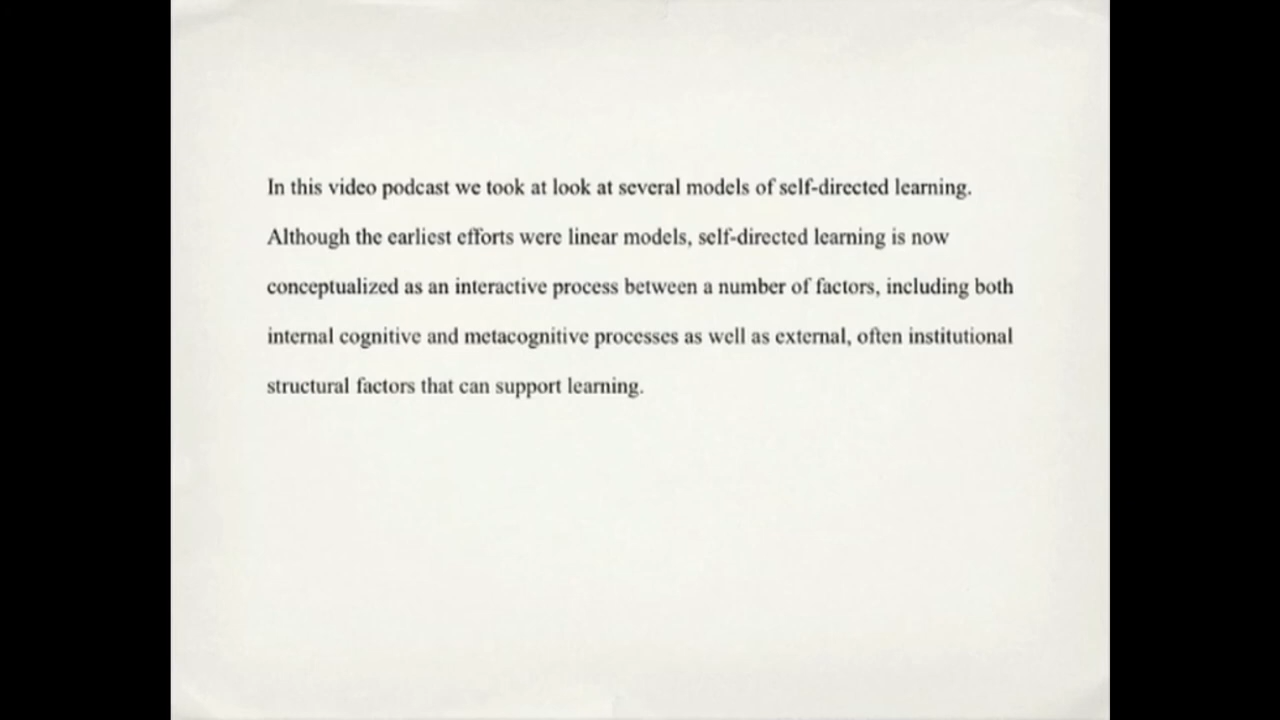 In this video podcast we took at look at several models of self-directed learning.
Although the earliest efforts were linear models, self-directed learning is now
conceptualized as an interactive process between a number of factors, including both
internal cognitive and metacognitive processes as well as external, often institutional
structural factors that can support learning.